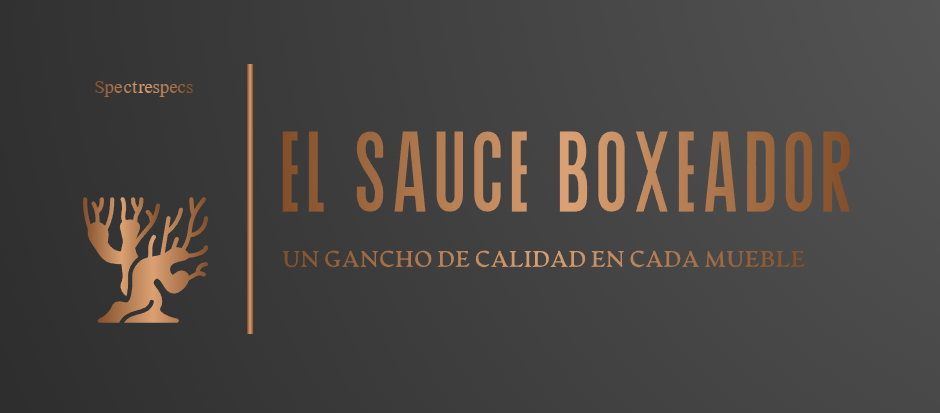 Spectrespecs
EL SAUCE BOXEADOR
UN GANCHO DE CALIDAD EN CADA MUEBLE